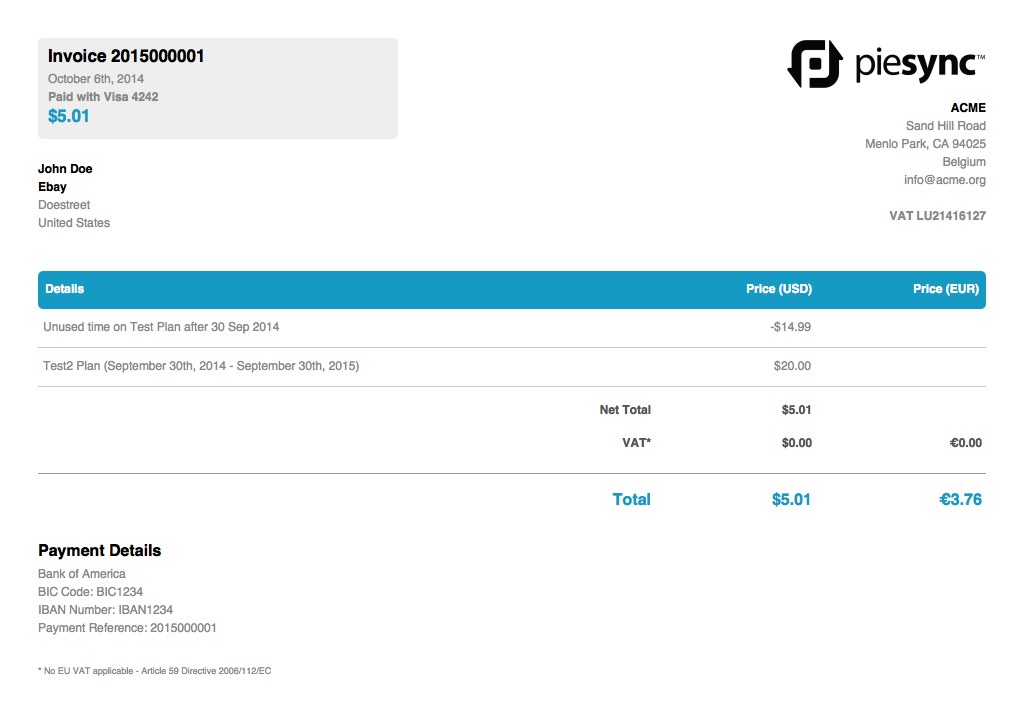 Invoice 2015000001
October 6th, 2014
Paid with Visa 4242
$5.01
piesync™
ACME
Sand Hill Road
Menlo Park, CA 94025
Belgium
info@acme.org
VAT LU21416127
John Doe
Ebay
Doestreet
United States
Details Price (USD) Price (EUR)
Unused time on Test Plan after 30 Sep 2014 -$14.99
Test2 Plan (September 30th, 2014 - September 30th, 2015) $20.00
Net Total $5.01
VAT* $0.00 €0.00
Total $5.01 €3.76
Payment Details
Bank of America
BIC Code: BIC1234
IBAN Number: IBAN1234
Payment Reference: 2015000001
* No EU VAT applicable - Article 59 Directive 2006/112/EC